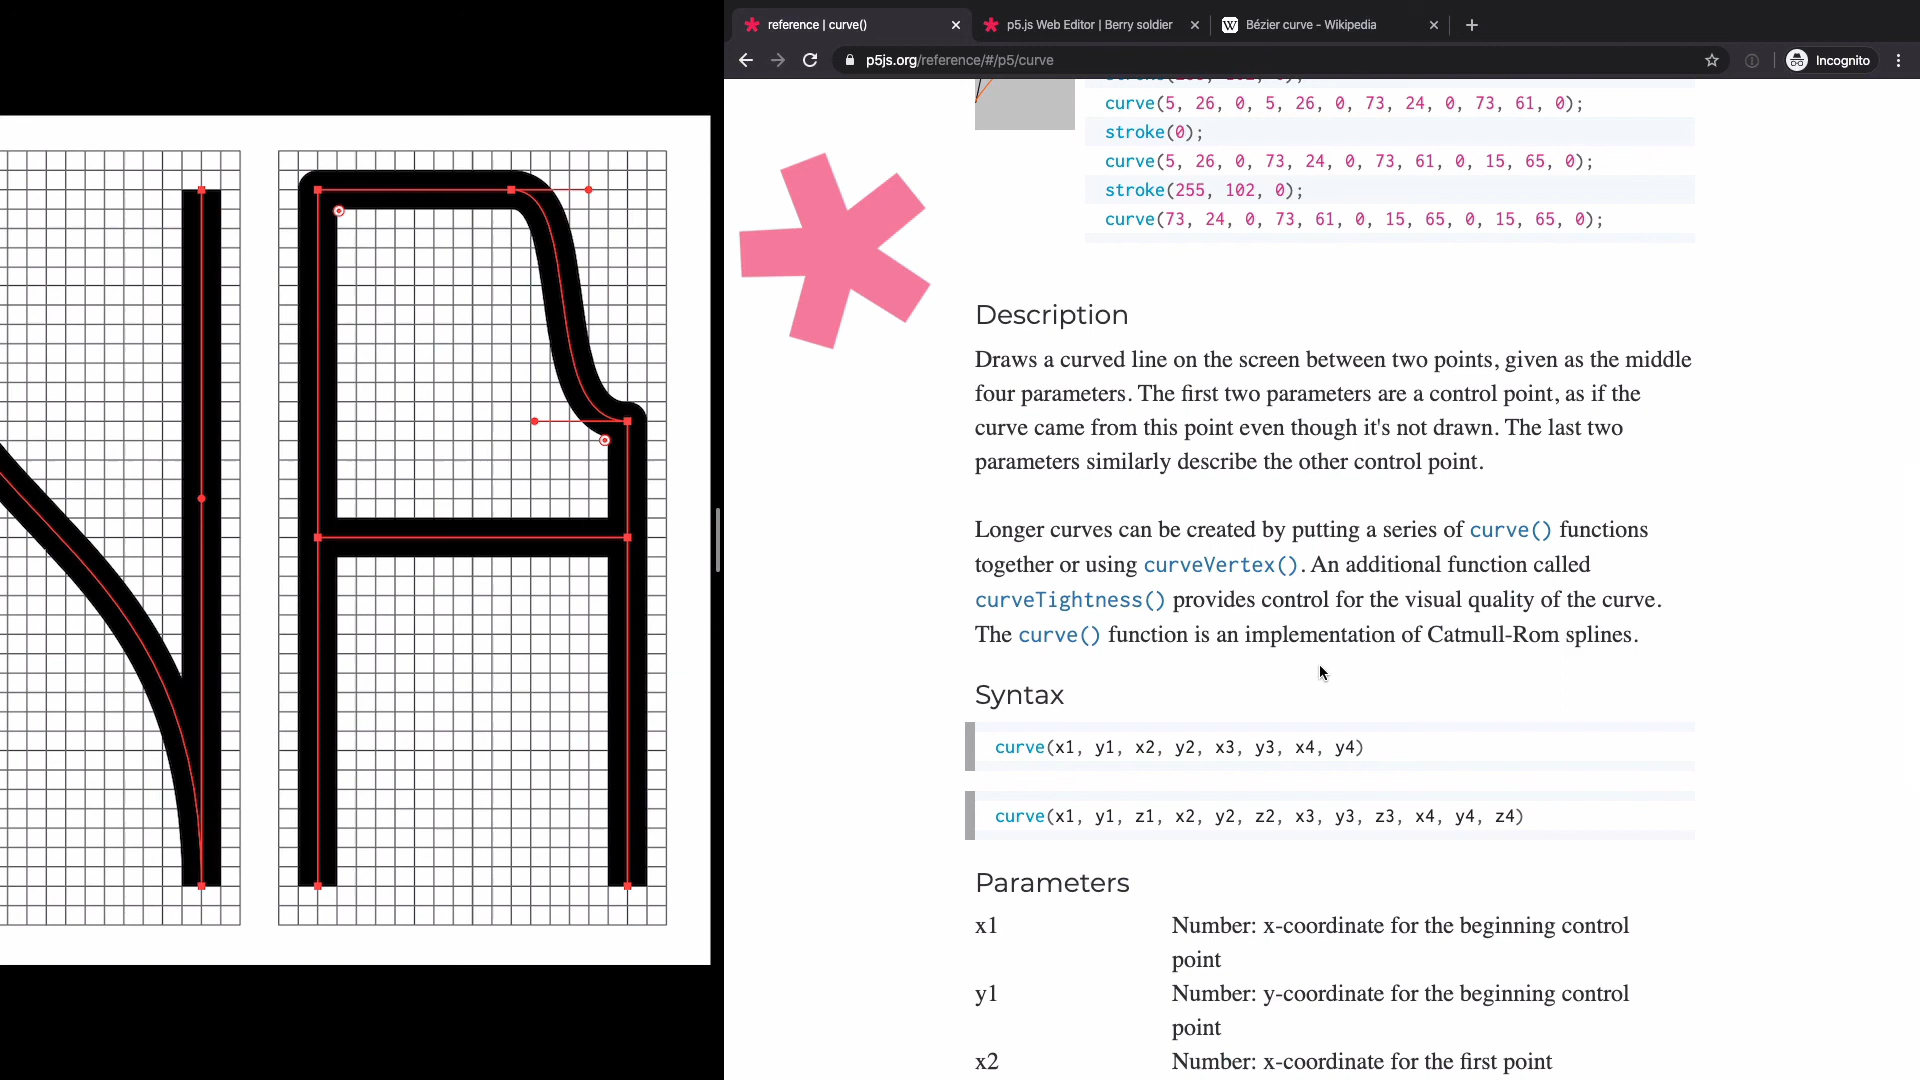 reference | curve()
p5.js Web Editor | Berry soldier
W
Bézier curve - Wikipedia
p5js.org/reference/#/p5/curve
Incognito
curve(5, 26, 0, 5, 26, 0, 73, 24, 0, 73, 61, 0);
stroke(0);
curve(5, 26, 0, 73, 24, 0, 73, 61, 0, 15, 65, 0);
stroke(255, 102, 0);
curve(73, 24, 0, 73, 61, 0, 15, 65, 0, 15, 65, 0);
Description
Draws a curved line on the screen between two points, given as the middle
four parameters. The first two parameters are a control point, as if the
curve came from this point even though it's not drawn. The last two
parameters similarly describe the other control point.
Longer curves can be created by putting a series of curve() functions
together or using curveVertex(). An additional function called
curveTightness() provides control for the visual quality of the curve.
The curve() function is an implementation of Catmull-Rom splines.
Syntax
curve(x1, y1, x2, y2, x3, y3, x4, y4)
curve(x1, y1, z1, x2, y2, z2, x3, y3, z3, x4, y4, z4)
Parameters
x1 Number: x-coordinate for the beginning control
point
y1 Number: y-coordinate for the beginning control
point
x2 Number: x-coordinate for the first point